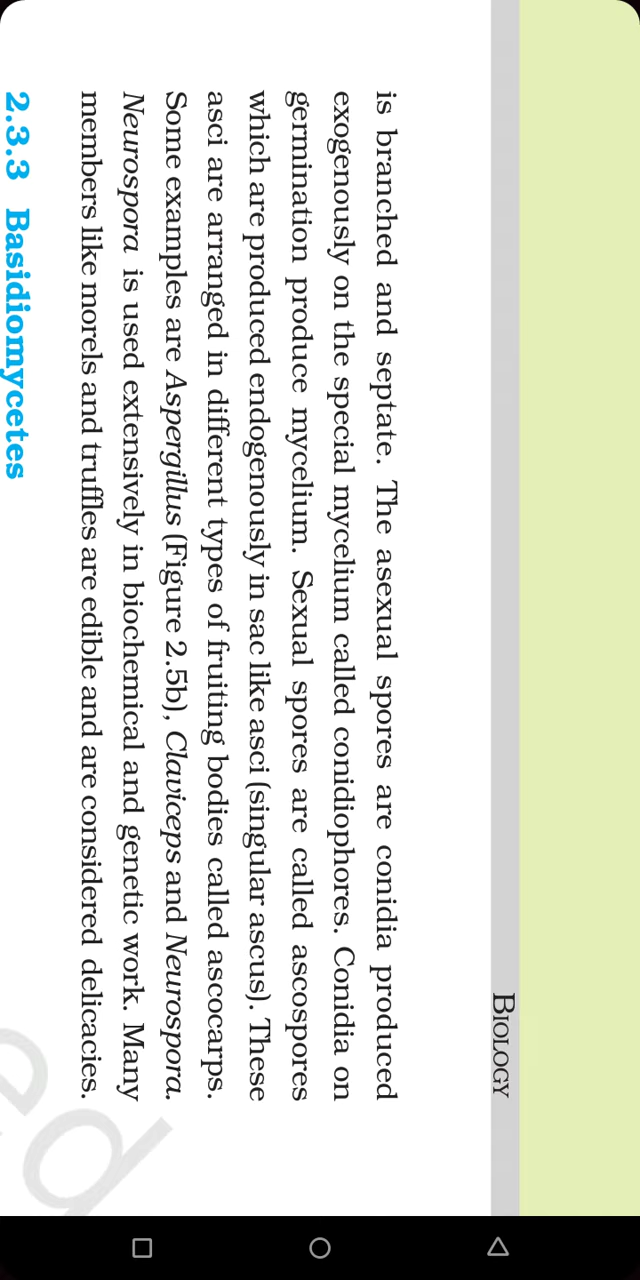 BIOLOGY
is branched and septate. The asexual spores are conidia produced
exogenously on the special mycelium called conidiophores. Conidia on
germination produce mycelium. Sexual spores are called ascospores
which are produced endogenously in sac like asci (singular ascus). These
asci are arranged in different types of fruiting bodies called ascocarps.
Some examples are Aspergillus (Figure 2.5b), Claviceps and Neurospora.
Neurospora is used extensively in biochemical and genetic work. Many
members like morels and truffles are edible and are considered delicacies.
2.3.3 Basidiomycetes